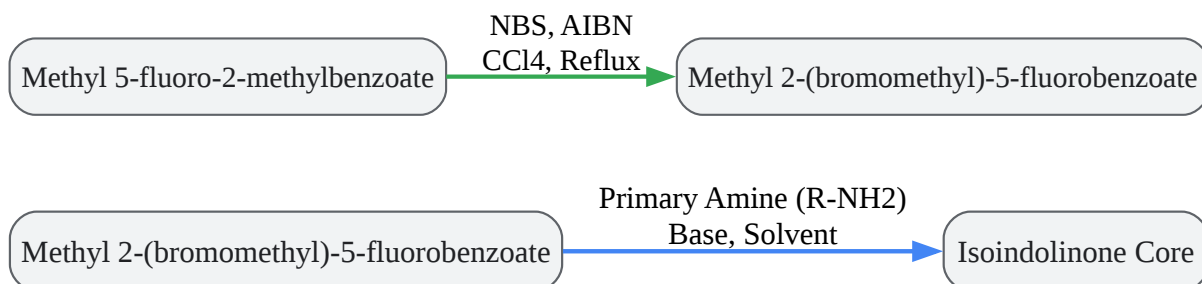 NBS, AIBN
CCl4, Reflux
Methyl 5-fluoro-2-methylbenzoate
Methyl 2-(bromomethyl)-5-fluorobenzoate
Primary Amine (R-NH2)
Base, Solvent
Methyl 2-(bromomethyl)-5-fluorobenzoate
Isoindolinone Core